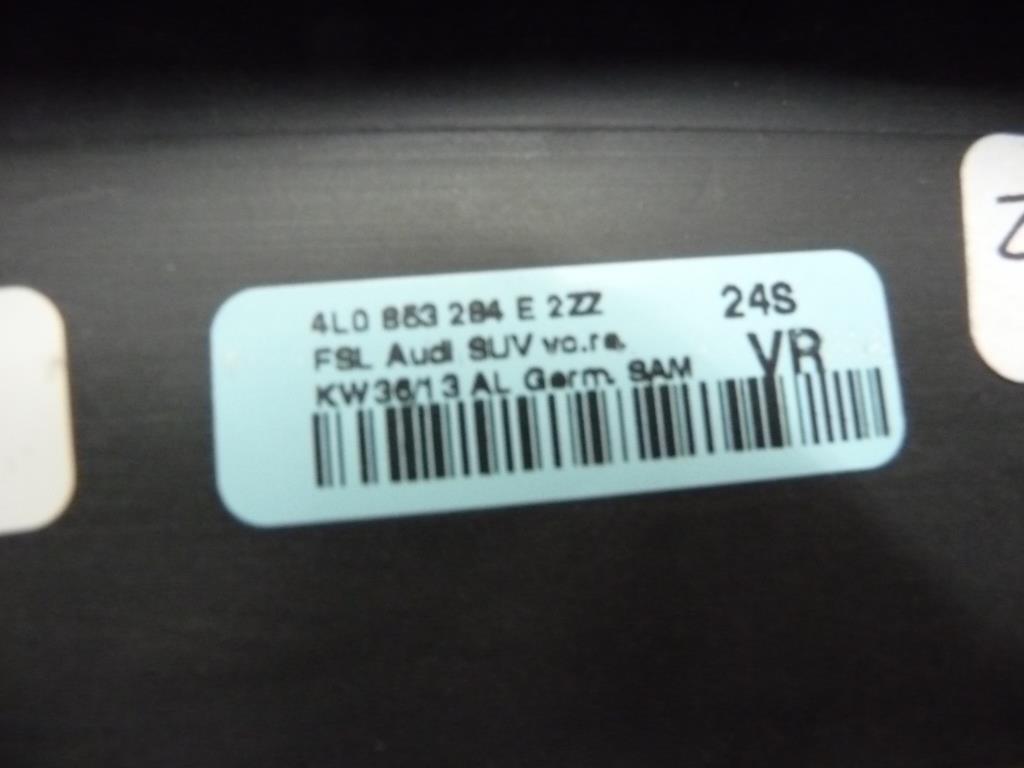 4L0 853 284 E 2ZZ 24S
FSL Audi SUV vo.re. VR
KW36/13 AL Germ. SAM